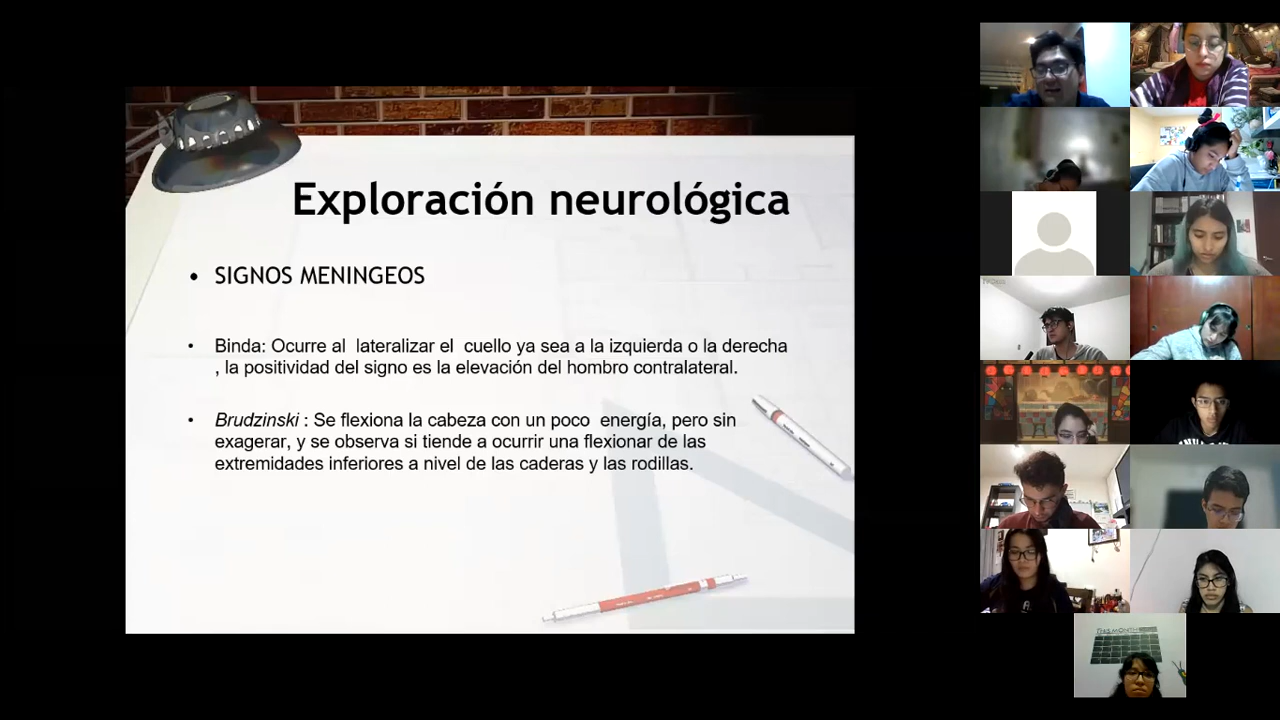 Exploración neurológica
• SIGNOS MENINGEOS
• Binda: Ocurre al lateralizar el cuello ya sea a la izquierda o la derecha
, la positividad del signo es la elevación del hombro contralateral.
• Brudzinski : Se flexiona la cabeza con un poco energía, pero sin
exagerar, y se observa si tiende a ocurrir una flexionar de las
extremidades inferiores a nivel de las caderas y las rodillas.
THIS MONTH